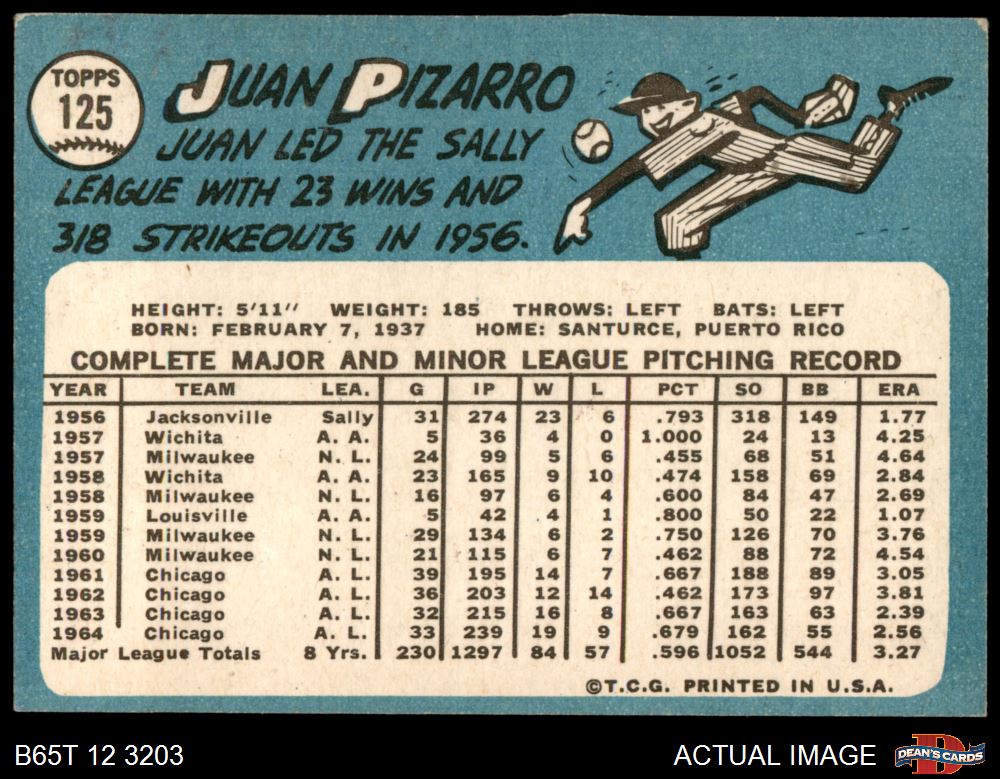 TOPPS
125
JUAN PIZARRO
JUAN LED THE SALLY
LEAGUE WITH 23 WINS AND
318 STRIKEOUTS IN 1956.
HEIGHT: 5'11" WEIGHT: 185 THROWS: LEFT BATS: LEFT
BORN: FEBRUARY 7, 1937 HOME: SANTURCE, PUERTO RICO
COMPLETE MAJOR AND MINOR LEAGUE PITCHING RECORD
YEAR TEAM LEA. G IP W L PCT SO BB ERA
1956 Jacksonville Sally 31 274 23 6 .793 318 149 1.77
1957 Wichita A. A. 5 36 4 0 1.000 24 13 4.25
1957 Milwaukee N. L. 24 99 5 6 .455 68 51 4.64
1958 Wichita A. A. 23 165 9 10 .474 158 69 2.84
1958 Milwaukee N. L. 16 97 6 4 .600 84 47 2.69
1959 Louisville A. A. 5 42 4 1 .800 50 22 1.07
1959 Milwaukee N. L. 29 134 6 2 .750 126 70 3.76
1960 Milwaukee N. L. 21 115 6 7 .462 88 72 4.54
1961 Chicago A. L. 39 195 14 7 .667 188 89 3.05
1962 Chicago A. L. 36 203 12 14 .462 173 97 3.81
1963 Chicago A. L. 32 215 16 8 .667 163 63 2.39
1964 Chicago A. L. 33 239 19 9 .679 162 55 2.56
Major League Totals 8 Yrs. 230 1297 84 57 .596 1052 544 3.27
©T.C.G. PRINTED IN U.S.A.
B65T 12 3203
ACTUAL IMAGE
DEAN'S CARDS